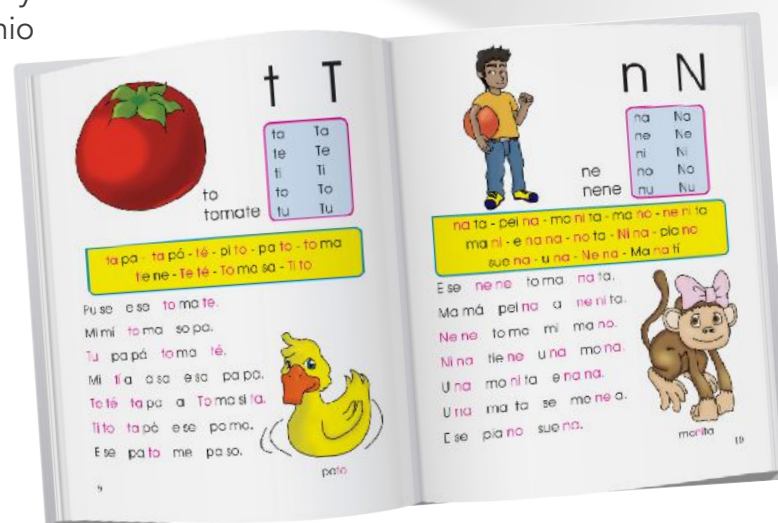 y
nio
t T
ta Ta
te Te
ti Ti
to To
tu Tu
to
tomate
ta pa - ta pó - té - pi to - pa to - to ma
tie ne - Te té - To ma sa - Ti to
Pu se e se to ma te.
Mi mí to ma so pa.
Tu pa pá to ma té.
Mi tí a a sa e sa pa pa.
Te té ta pa a To ma si ta.
Ti to ta pó e se po mo.
E se pa to me pa so.
pato
9
n N
na Na
ne Ne
ni Ni
no No
nu Nu
ne
nene
na ta - pei na - mo ni ta - ma no - ne ni ta
ma ni - e na na - no ta - Ni na - pia no
sue na - u na - Ne na - Ma na tí
E se ne ne to ma na ta.
Ma má pei na a ne ni ta.
Ne ne to me mi ma no.
Ni na tie ne u na mo na.
U na mo ni ta e na na.
U na ma ta se me ne a.
E se pia no sue na.
monita
10